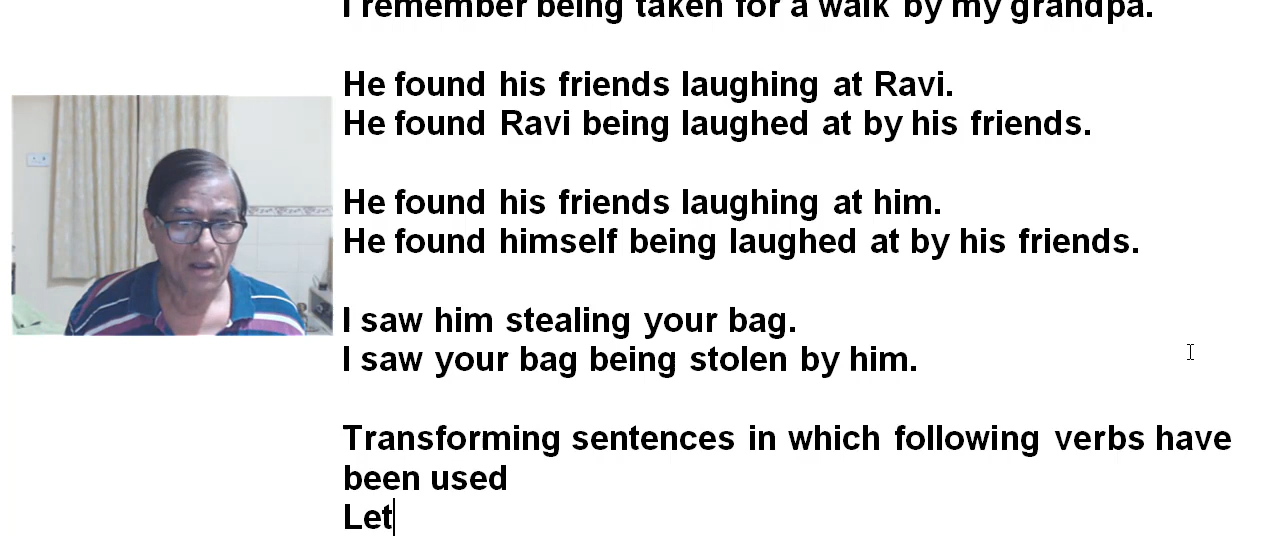 I remember being taken for a walk by my grandpa.
He found his friends laughing at Ravi.
He found Ravi being laughed at by his friends.
He found his friends laughing at him.
He found himself being laughed at by his friends.
I saw him stealing your bag.
I saw your bag being stolen by him.
Transforming sentences in which following verbs have
been used
Let